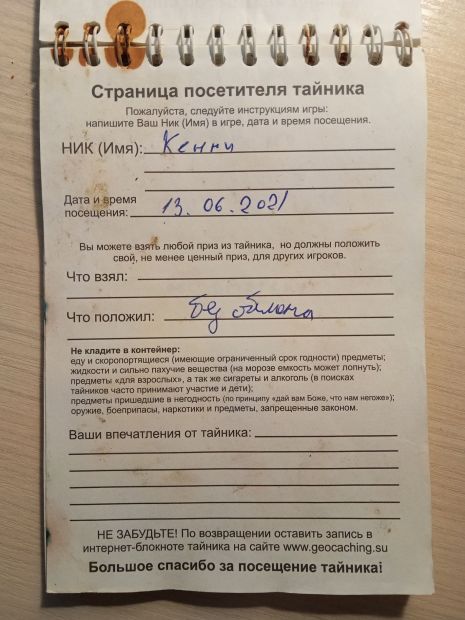 Страница посетителя тайника
Пожалуйста, следуйте инструкциям игры:
напишите Ваш Ник (Имя) в игре, дата и время посещения.
НИК (Имя): Кенни
Дата и время
посещения: 13.06.2021
Вы можете взять любой приз из тайника, но должны положить
свой, не менее ценный приз, для других игроков.
Что взял:
Что положил: без обмена
Не кладите в контейнер:
еду и скоропортящиеся (имеющие ограниченный срок годности) предметы;
жидкости и сильно пахучие вещества (на морозе емкость может лопнуть);
предметы «для взрослых», а так же сигареты и алкоголь (в поисках
тайников часто принимают участие и дети);
предметы пришедшие в негодность (по принципу «дай вам Боже, что нам негоже»);
оружие, боеприпасы, наркотики и предметы, запрещенные законом.
Ваши впечатления от тайника:
НЕ ЗАБУДЬТЕ! По возвращении оставить запись в
интернет-блокноте тайника на сайте www.geocaching.su
Большое спасибо за посещение тайника!